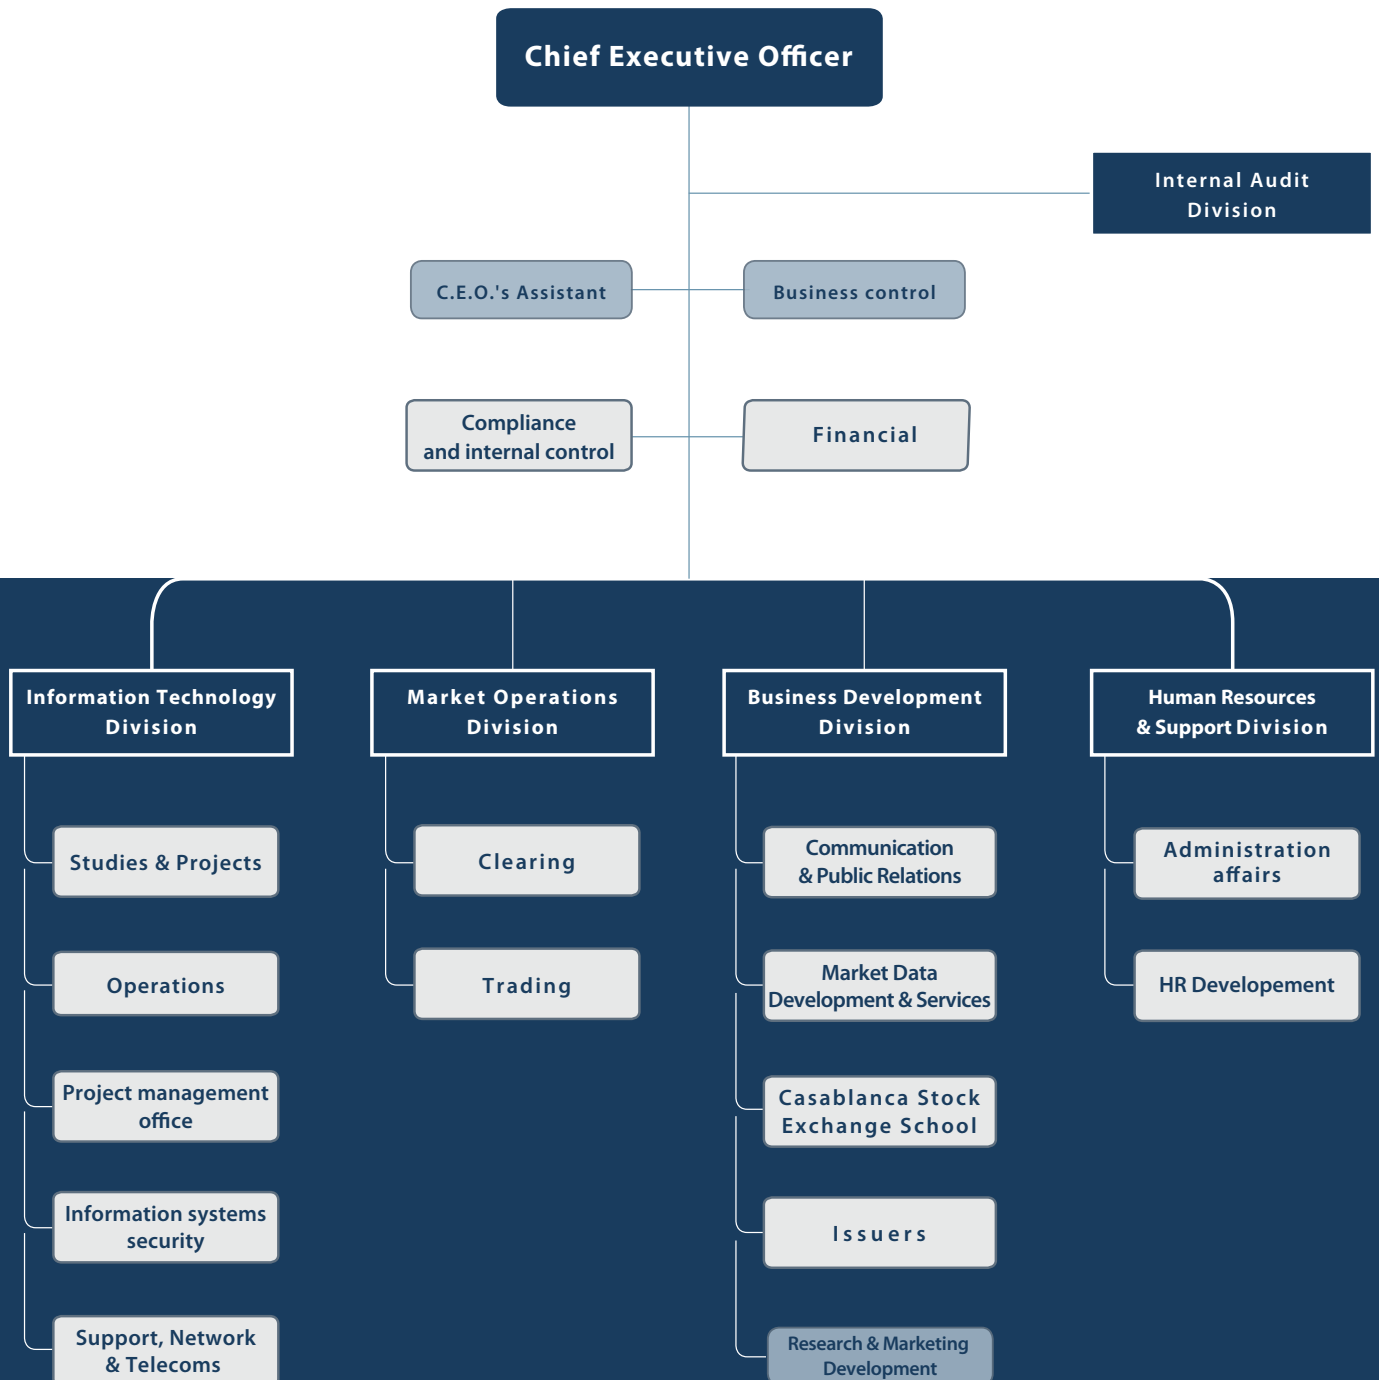 Chief Executive Officer
Internal Audit
Division
C.E.O.'s Assistant
Business control
Compliance
and internal control
Financial
Information Technology
Division
Market Operations
Division
Business Development
Division
Human Resources
& Support Division
Studies & Projects
Operations
Project management
office
Information systems
security
Support, Network
& Telecoms
Clearing
Trading
Communication
& Public Relations
Market Data
Development & Services
Casablanca Stock
Exchange School
Issuers
Research & Marketing
Development
Administration
affairs
HR Developement